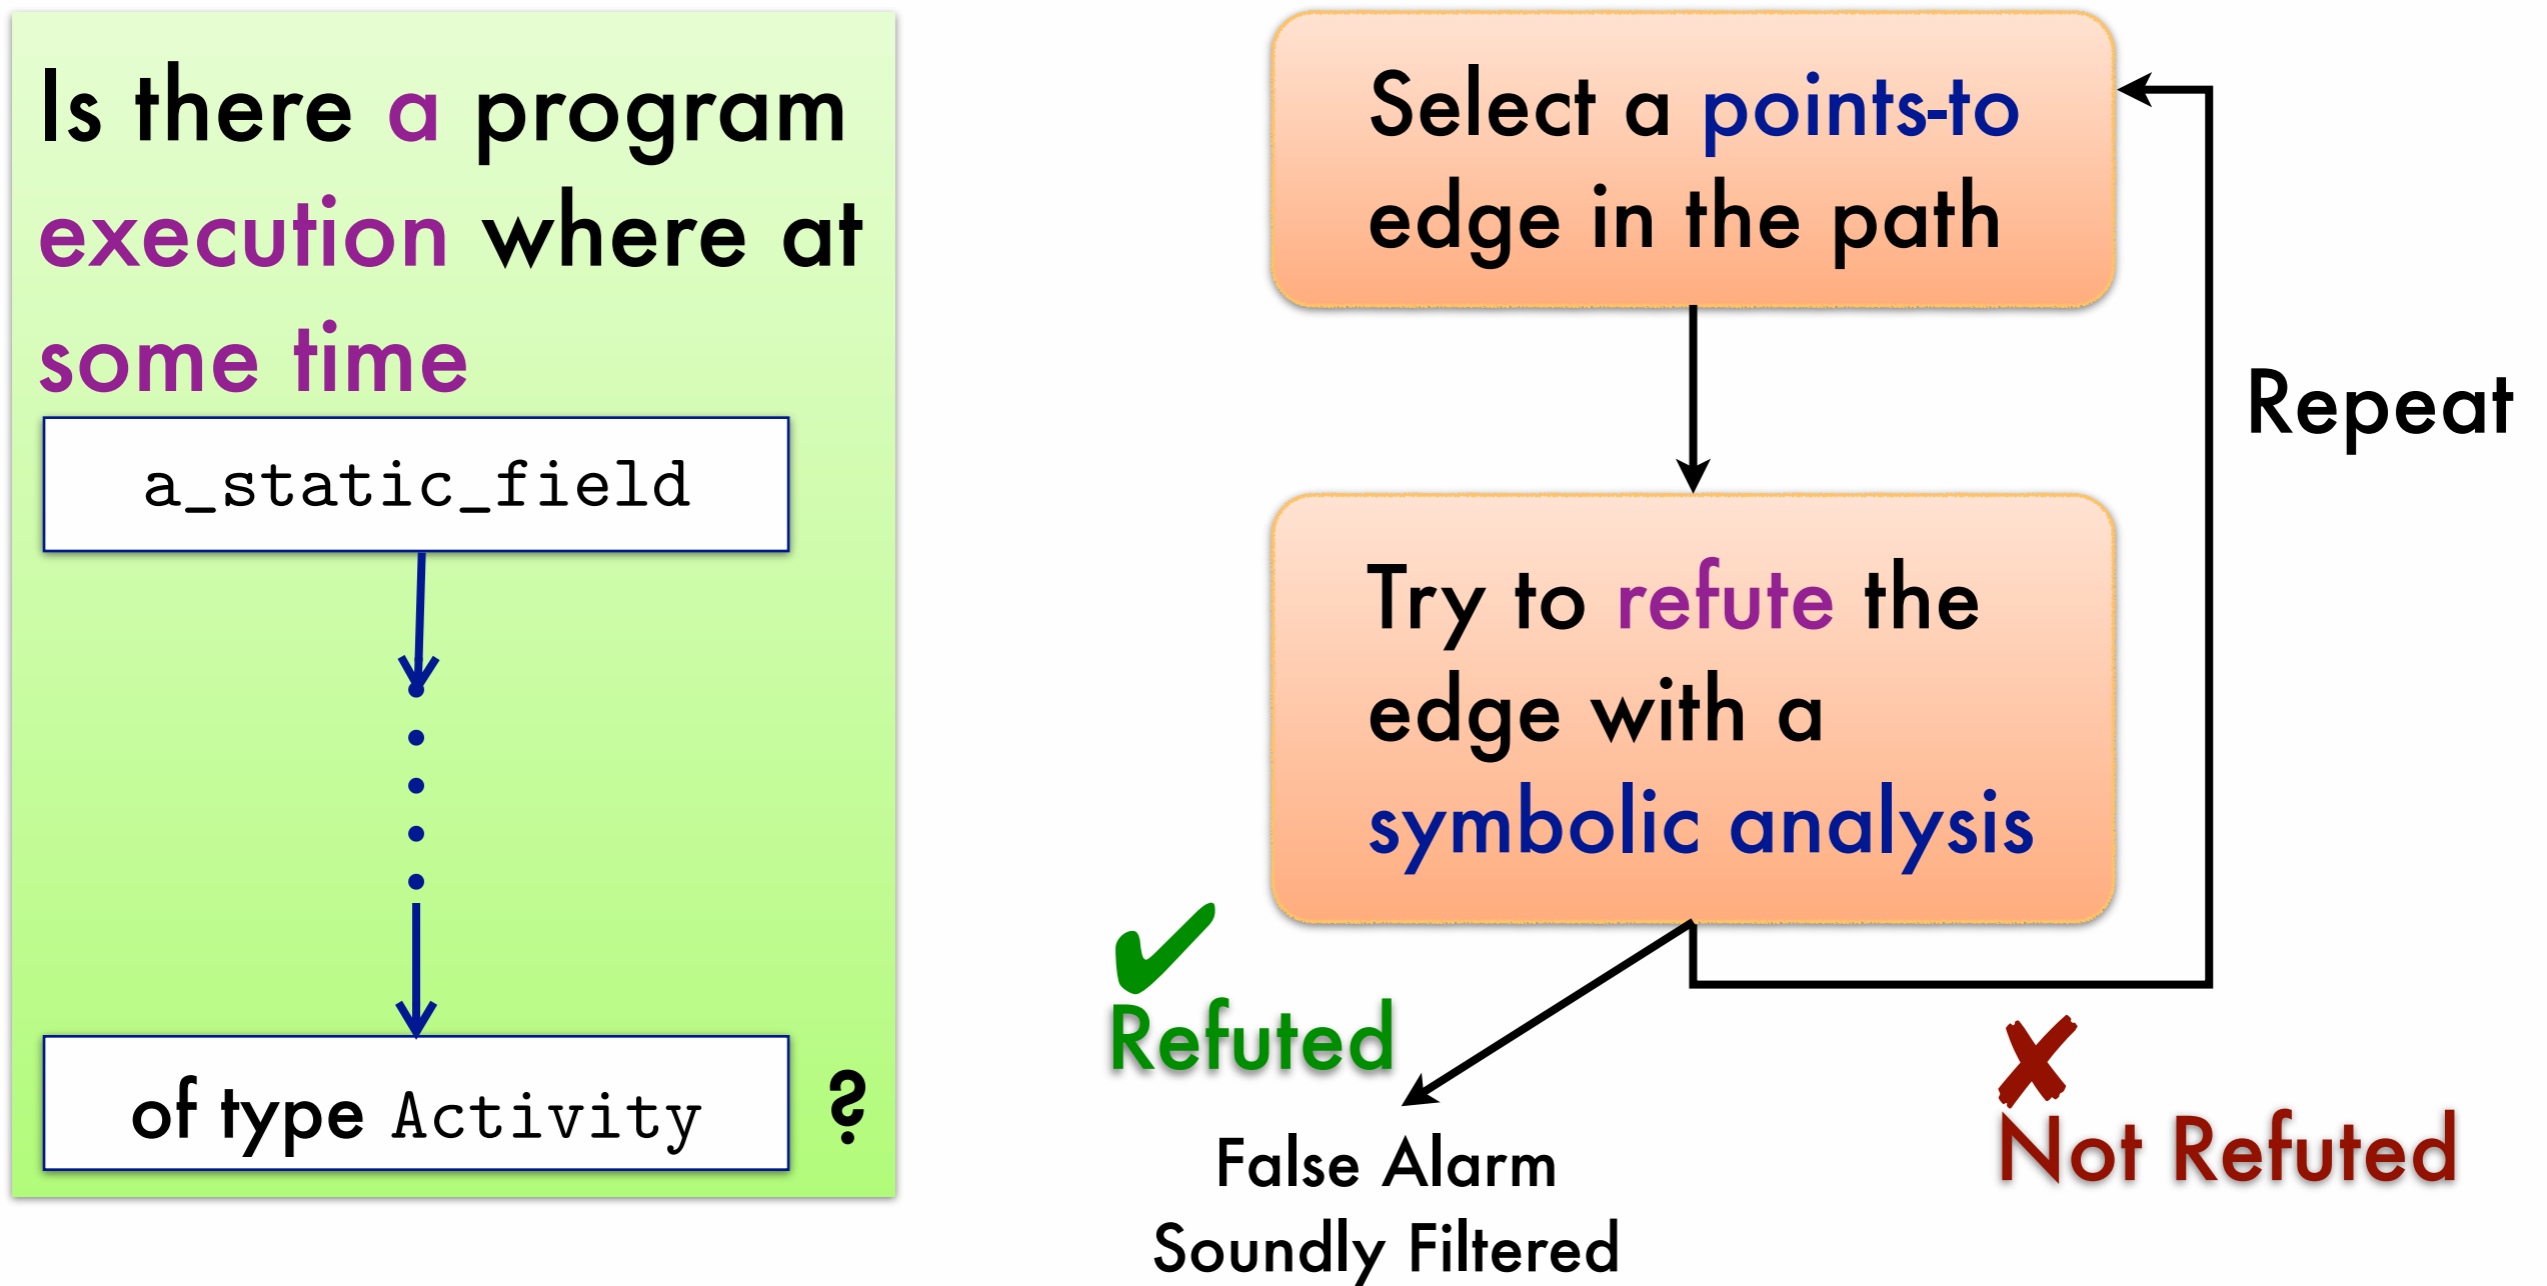 Is there a program
execution where at
some time
a_static_field
of type Activity
?
Select a points-to
edge in the path
Repeat
Try to refute the
edge with a
symbolic analysis
✔
Refuted
✘
Not Refuted
False Alarm
Soundly Filtered